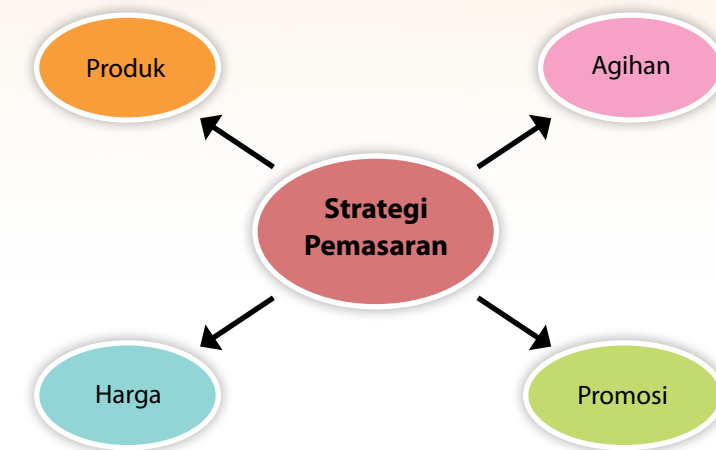 Produk
Agihan
Strategi
Pemasaran
Harga
Promosi